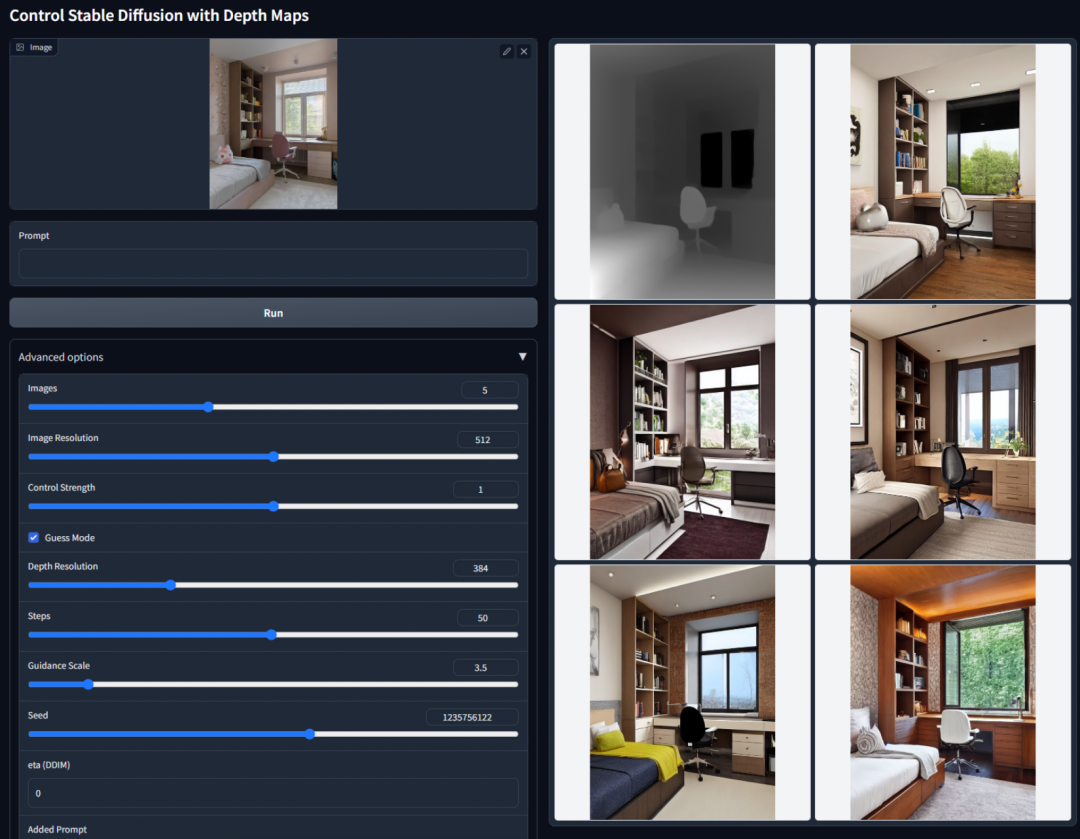 Control Stable Diffusion with Depth Maps
Image
Prompt
Run
Advanced options ▼
Images 5
Image Resolution 512
Control Strength 1
Guess Mode
Depth Resolution 384
Steps 50
Guidance Scale 3.5
Seed 1235756122
eta (DDIM)
0
Added Prompt